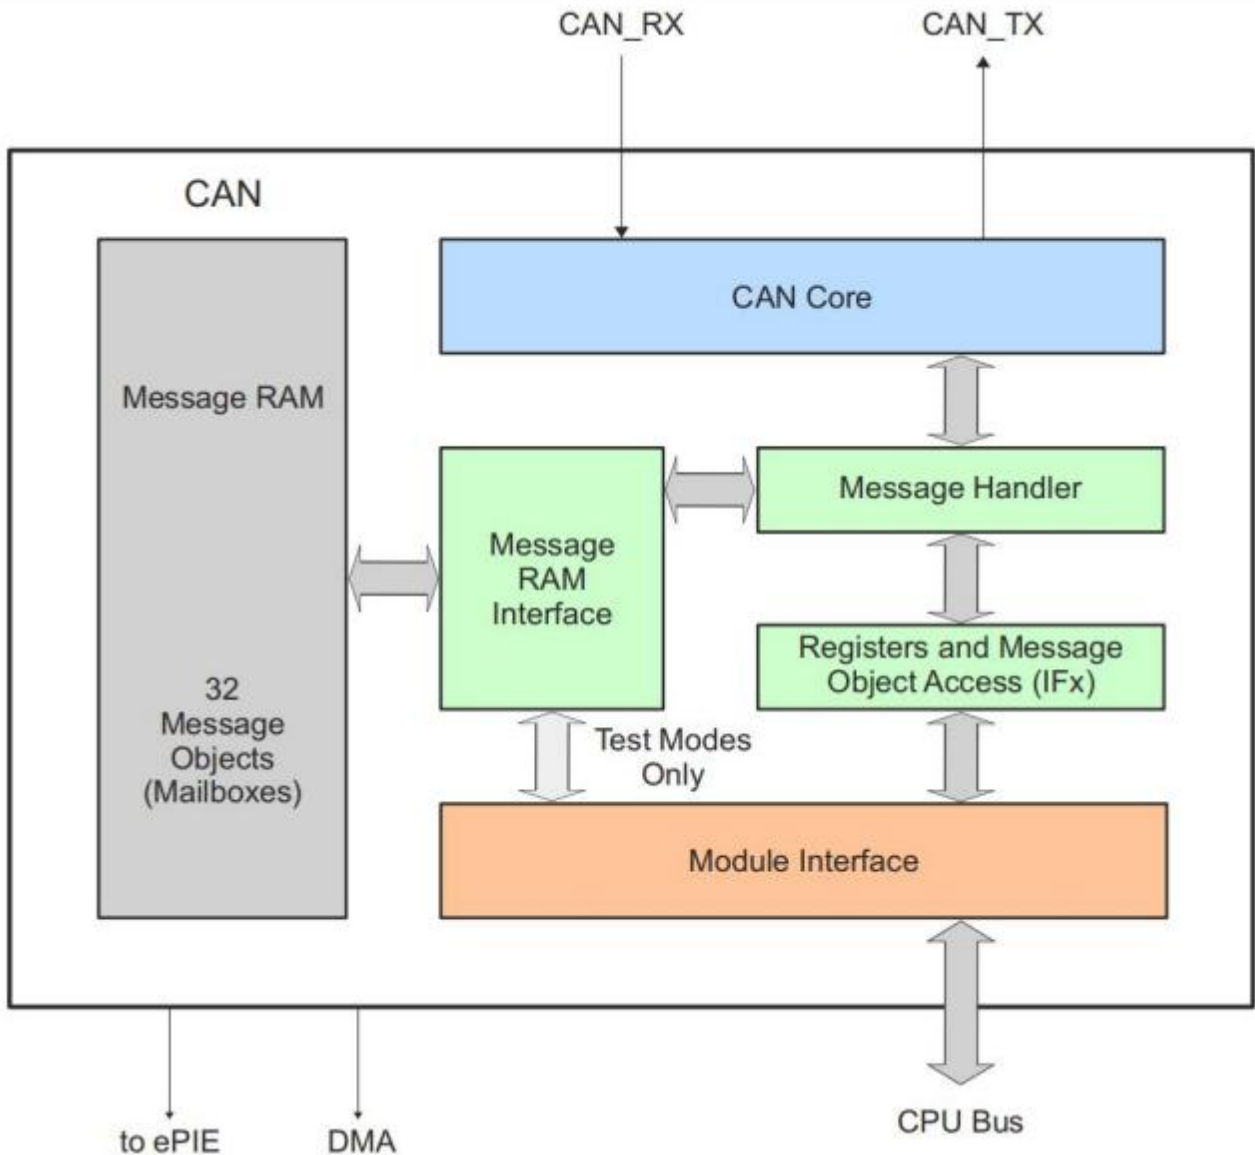 CAN_RX
CAN_TX
CAN
CAN Core
Message RAM
Message Handler
Message
RAM
Interface
Registers and Message
Object Access (IFx)
32
Message
Objects
(Mailboxes)
Test Modes
Only
Module Interface
CPU Bus
to ePIE
DMA